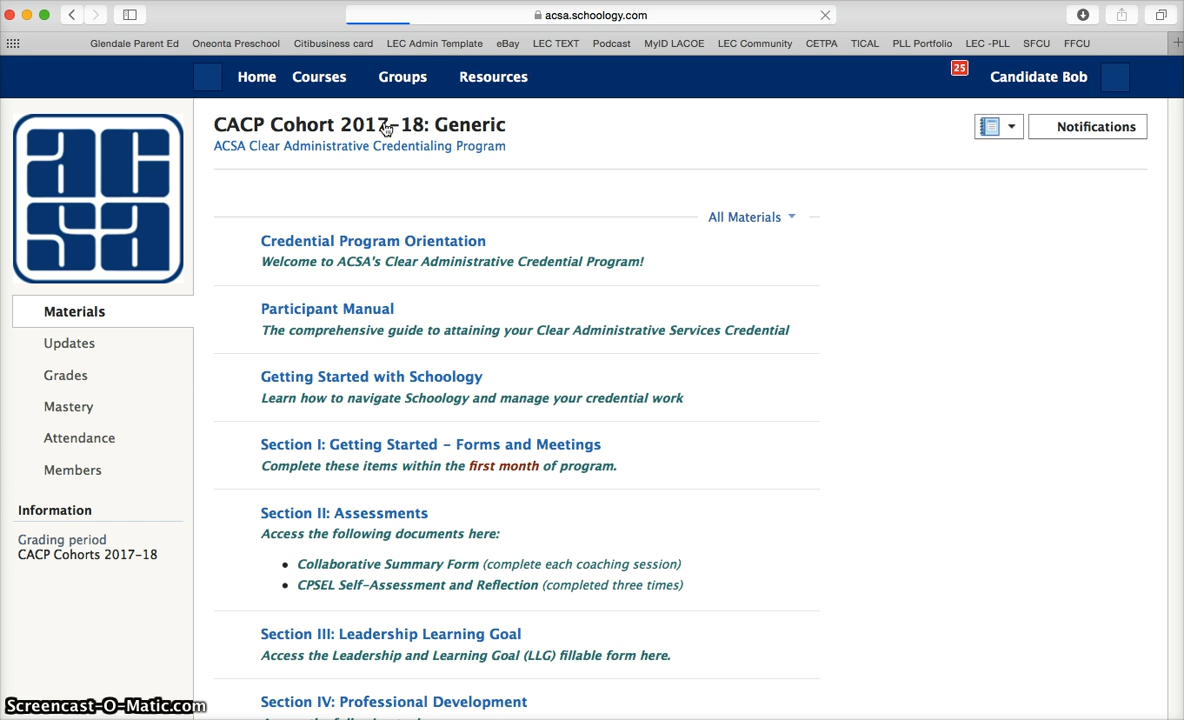 acsa.schoology.com
Glendale Parent Ed Oneonta Preschool Citibusiness card LEC Admin Template eBay LEC TEXT Podcast MyID LACOE LEC Community CETPA TICAL PLL Portfolio LEC -PLL SFCU FFCU
Home Courses Groups Resources 25 Candidate Bob
acsa
CACP Cohort 2017-18: Generic
Notifications
ACSA Clear Administrative Credentialing Program
All Materials
Credential Program Orientation
Welcome to ACSA's Clear Administrative Credential Program!
Participant Manual
The comprehensive guide to attaining your Clear Administrative Services Credential
Getting Started with Schoology
Learn how to navigate Schoology and manage your credential work
Section I: Getting Started - Forms and Meetings
Complete these items within the first month of program.
Section II: Assessments
Access the following documents here:
• Collaborative Summary Form (complete each coaching session)
• CPSEL Self-Assessment and Reflection (completed three times)
Section III: Leadership Learning Goal
Access the Leadership and Learning Goal (LLG) fillable form here.
Section IV: Professional Development
Materials
Updates
Grades
Mastery
Attendance
Members
Information
Grading period
CACP Cohorts 2017-18
Screencast-O-Matic.com